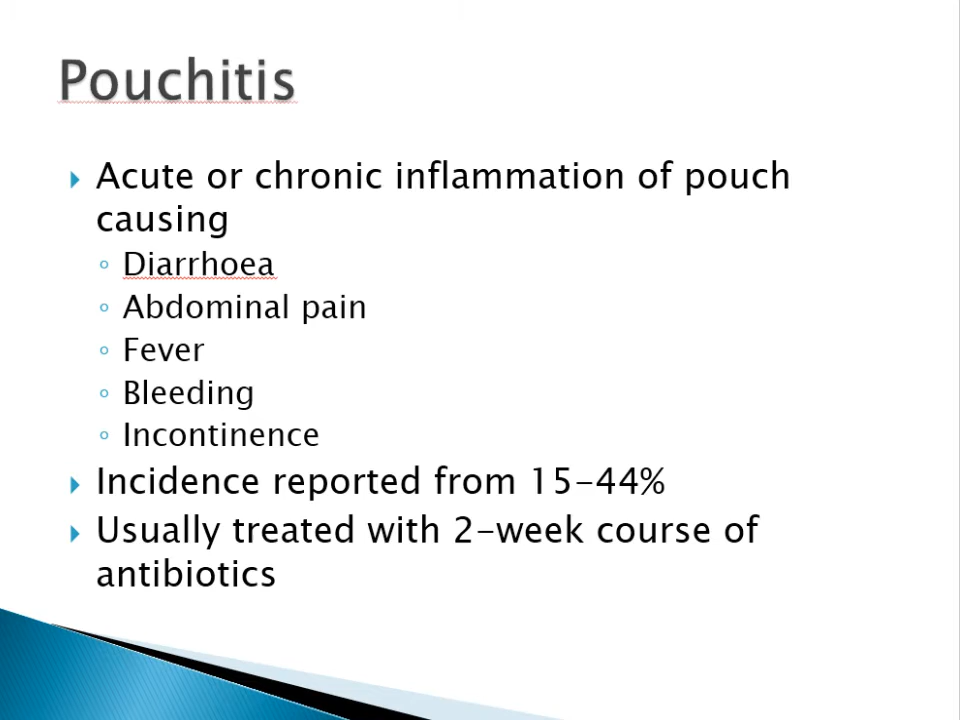 Pouchitis
Acute or chronic inflammation of pouch
causing
Diarrhoea
Abdominal pain
Fever
Bleeding
Incontinence
Incidence reported from 15-44%
Usually treated with 2-week course of
antibiotics